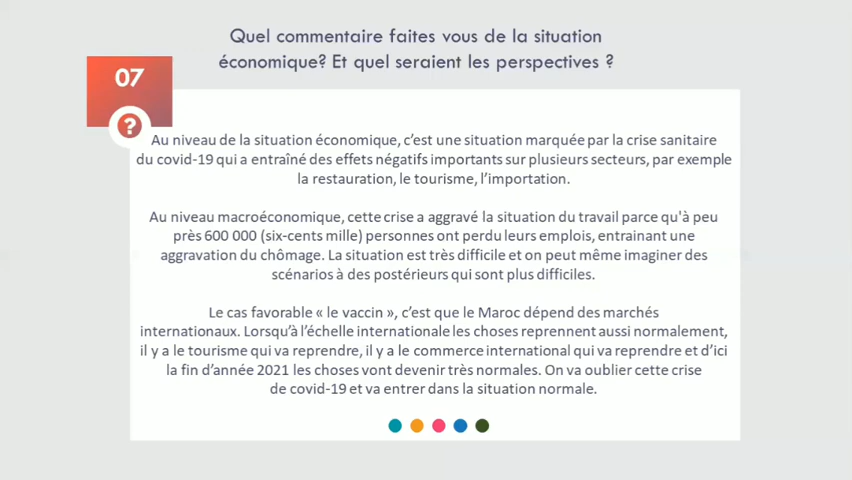 Quel commentaire faites vous de la situation
économique? Et quel seraient les perspectives ?
07
?
Au niveau de la situation économique, c'est une situation marquée par la crise sanitaire
du covid-19 qui a entraîné des effets négatifs importants sur plusieurs secteurs, par exemple
la restauration, le tourisme, l'importation.
Au niveau macroéconomique, cette crise a aggravé la situation du travail parce qu'à peu
près 600 000 (six-cents mille) personnes ont perdu leurs emplois, entrainant une
aggravation du chômage. La situation est très difficile et on peut même imaginer des
scénarios à des postérieurs qui sont plus difficiles.
Le cas favorable « le vaccin », c'est que le Maroc dépend des marchés
internationaux. Lorsqu'à l'échelle internationale les choses reprennent aussi normalement,
il y a le tourisme qui va reprendre, il y a le commerce international qui va reprendre et d'ici
la fin d'année 2021 les choses vont devenir très normales. On va oublier cette crise
de covid-19 et va entrer dans la situation normale.